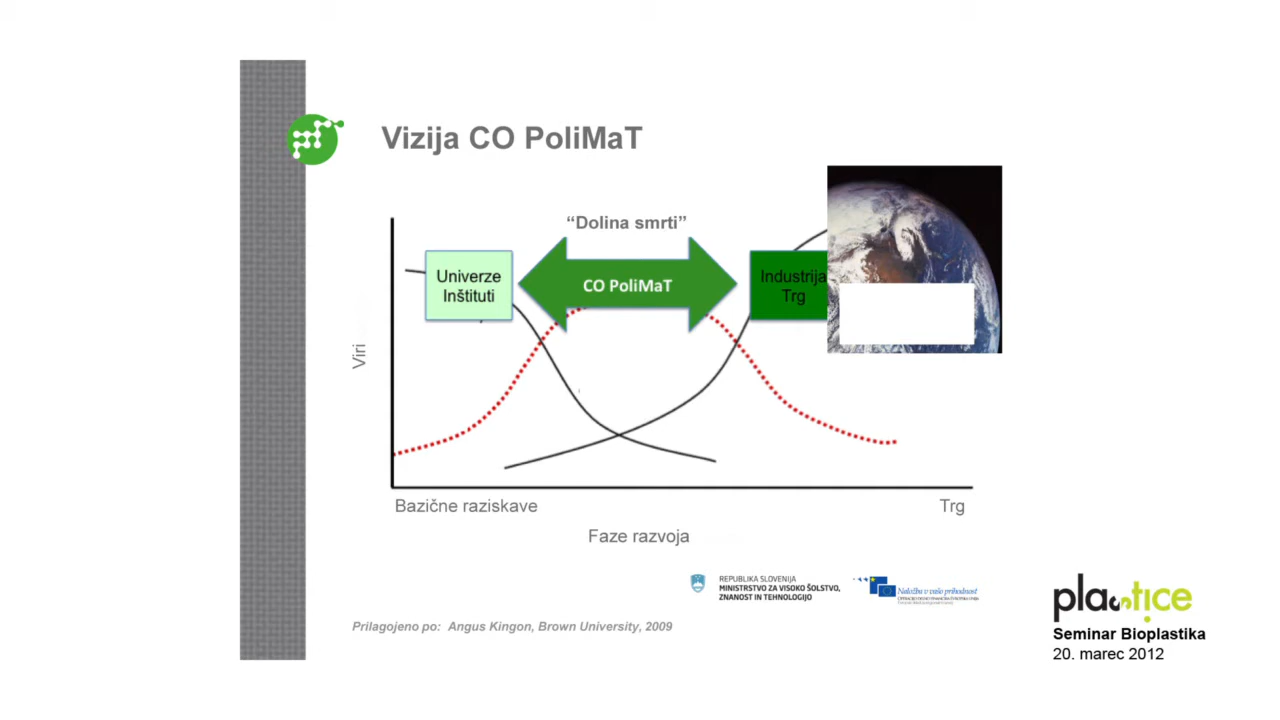 Vizija CO PoliMaT
“Dolina smrti”
Univerze
Inštituti
CO PoliMaT
Industrija
Trg
Viri
Bazične raziskave
Trg
Faze razvoja
REPUBLIKA SLOVENIJA
MINISTRSTVO ZA VISOKO ŠOLSTVO,
ZNANOST IN TEHNOLOGIJO
Naložba v vašo prihodnost
Prilagojeno po: Angus Kingon, Brown University, 2009
plastice
Seminar Bioplastika
20. marec 2012